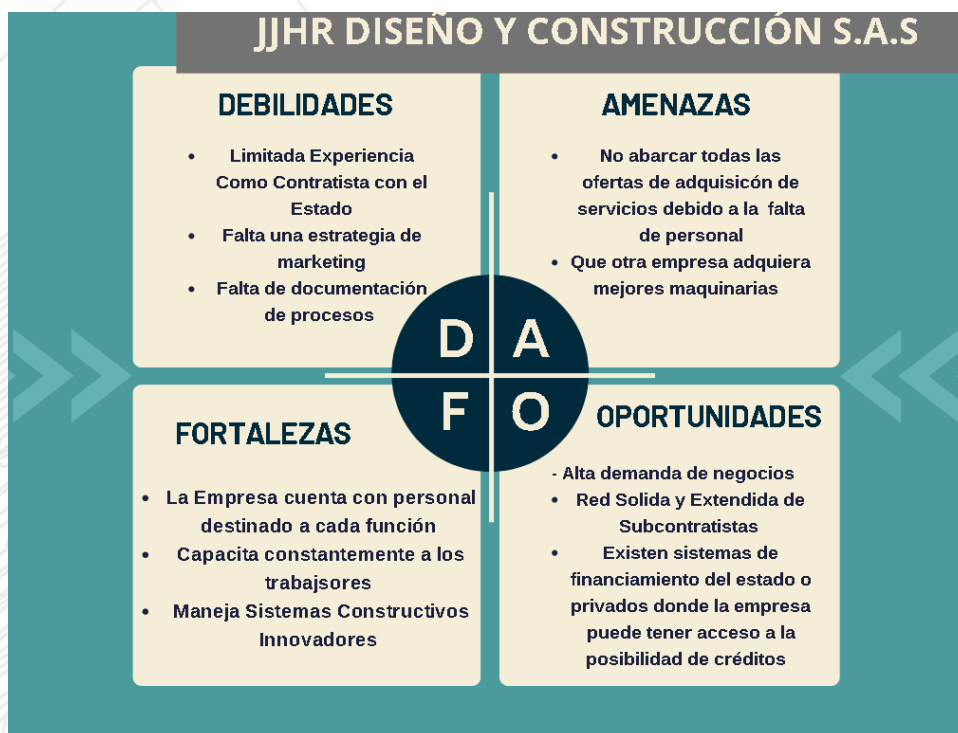 JJHR DISEÑO Y CONSTRUCCIÓN S.A.S
DEBILIDADES
• Limitada Experiencia
Como Contratista con el
Estado
• Falta una estrategia de
marketing
• Falta de documentación
de procesos
AMENAZAS
• No abarcar todas las
ofertas de adquisicón de
servicios debido a la falta
de personal
• Que otra empresa adquiera
mejores maquinarias
D A
F O
FORTALEZAS
• La Empresa cuenta con personal
destinado a cada función
• Capacita constantemente a los
trabajsores
• Maneja Sistemas Constructivos
Innovadores
OPORTUNIDADES
- Alta demanda de negocios
• Red Solida y Extendida de
Subcontratistas
• Existen sistemas de
financiamiento del estado o
privados donde la empresa
puede tener acceso a la
posibilidad de créditos